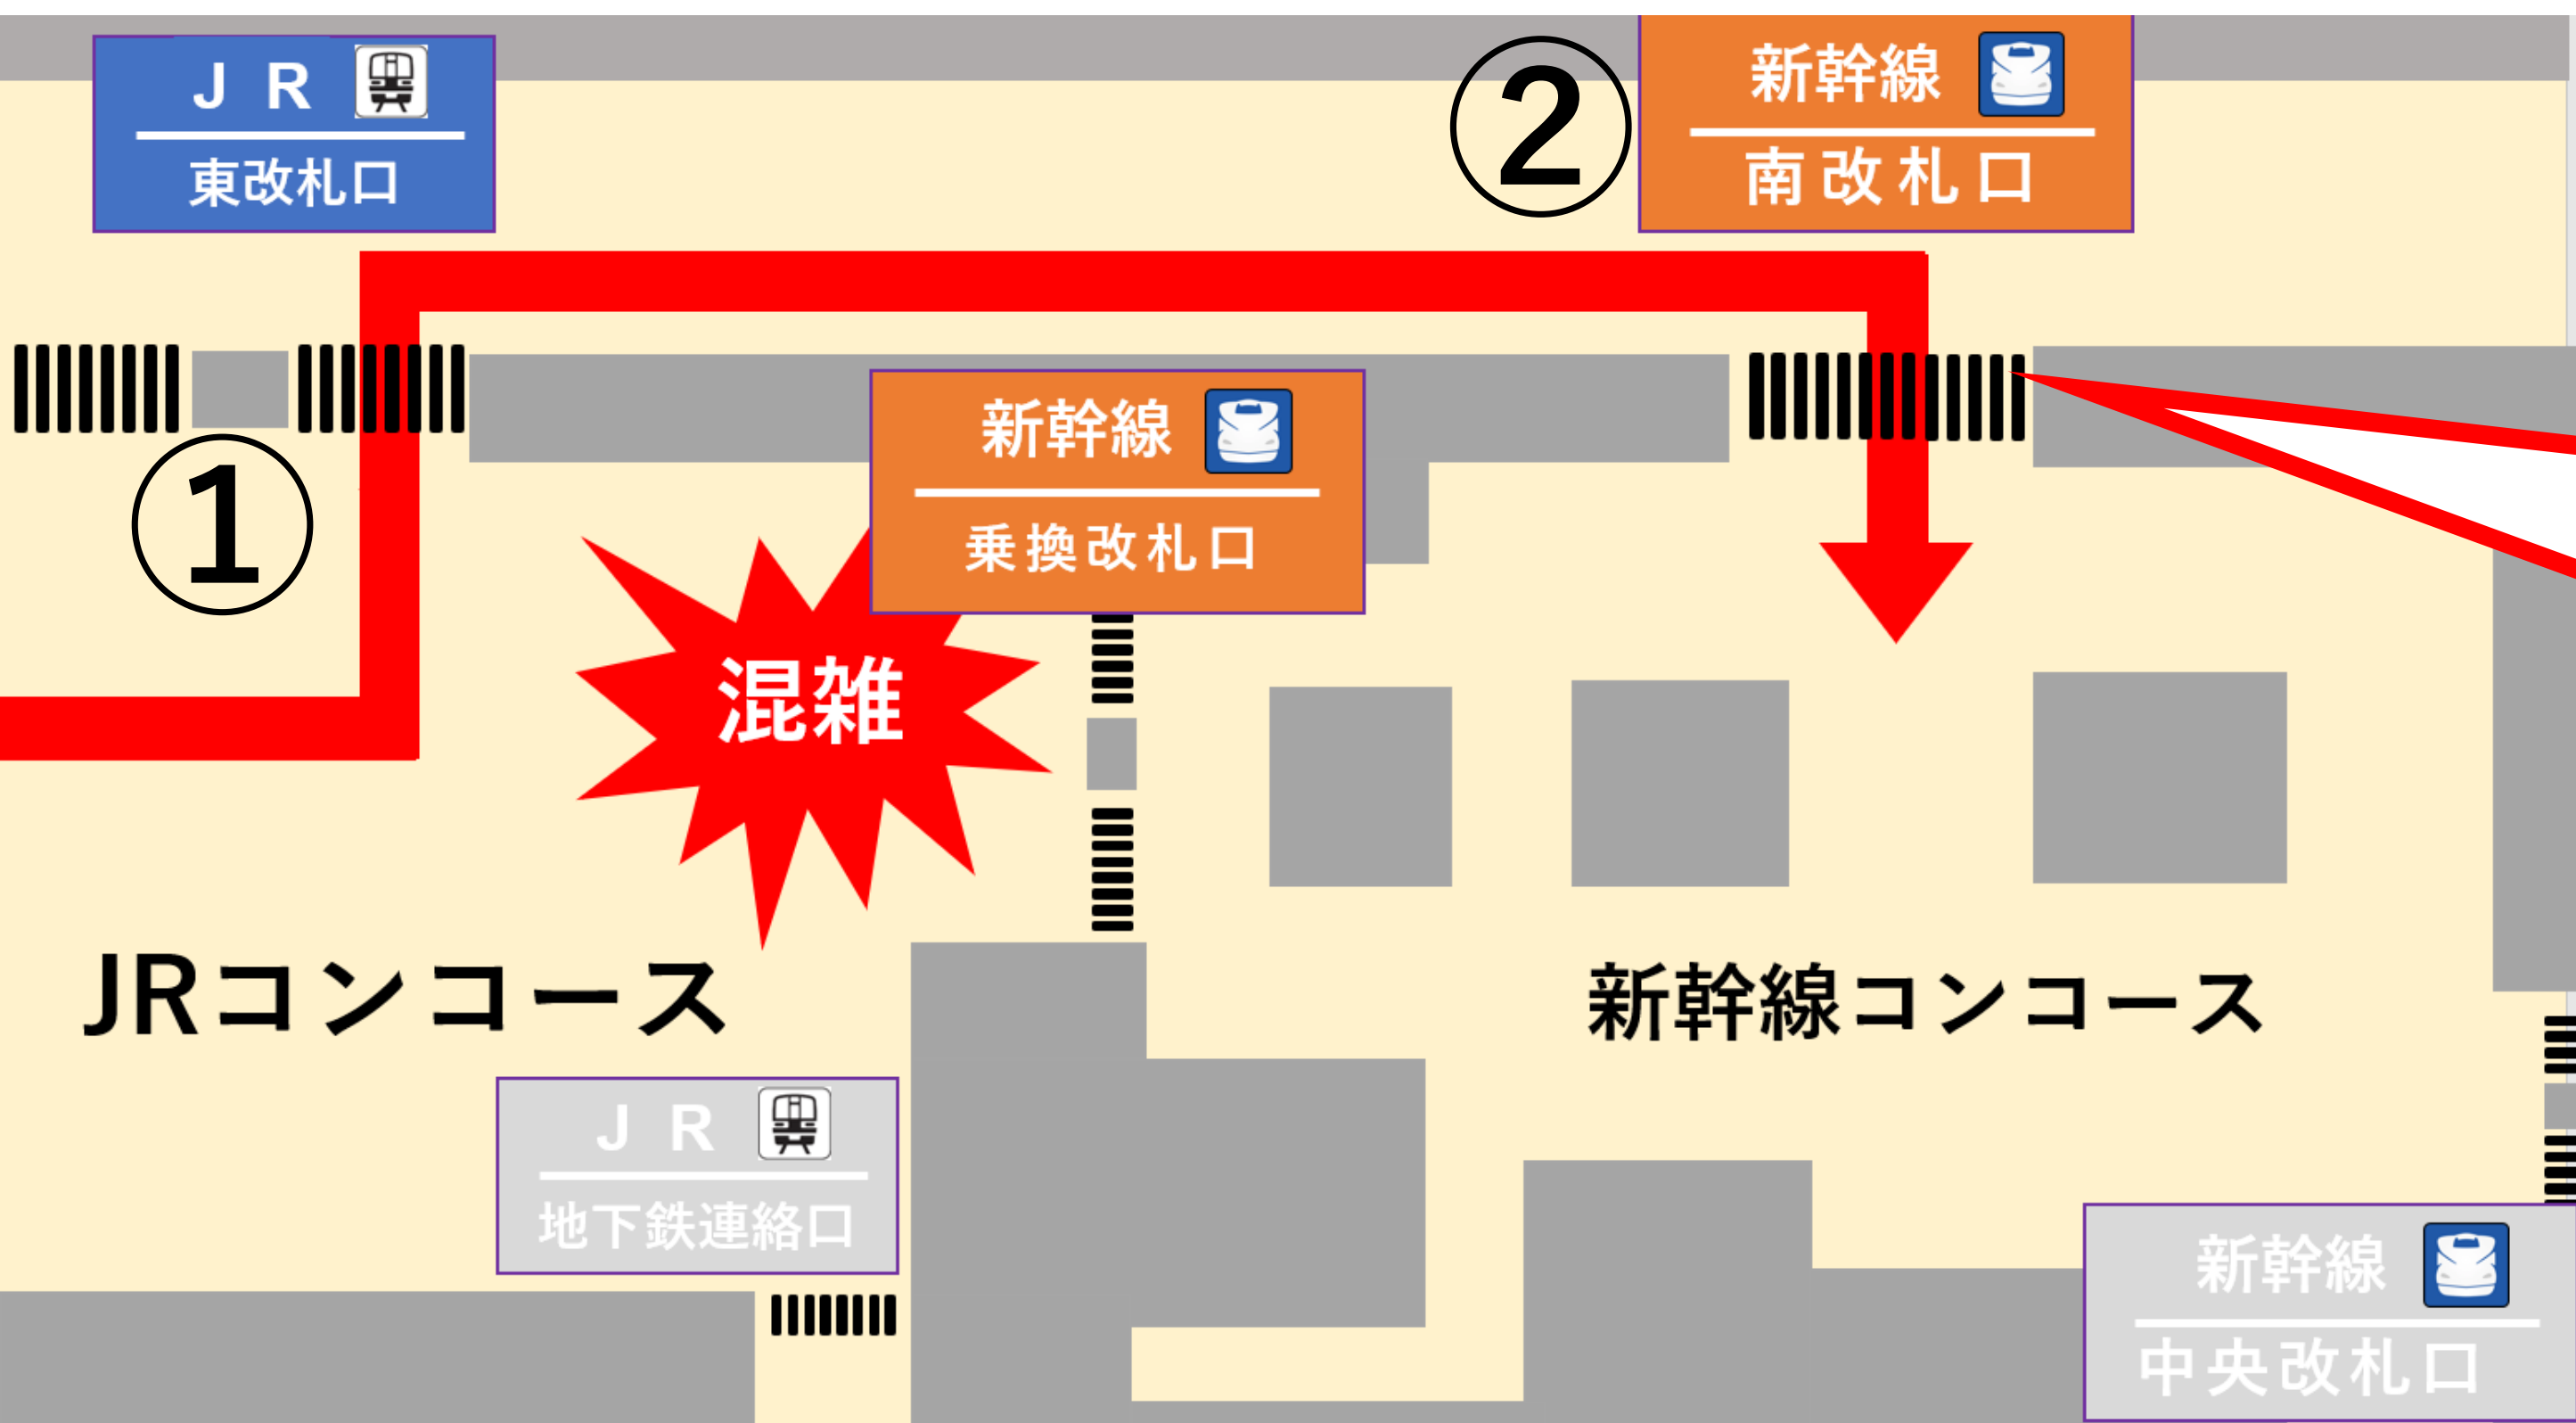 JR
東改札口
②
新幹線
南改札口
①
新幹線
乗換改札口
混雑
JRコンコース
新幹線コンコース
JR
地下鉄連絡口
新幹線
中央改札口